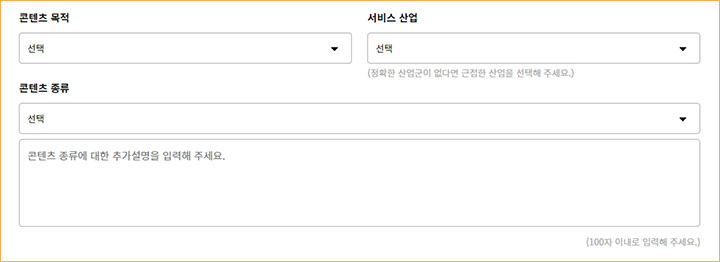 콘텐츠 목적
서비스 산업
선택
선택
(정확한 산업군이 없다면 근접한 산업을 선택해 주세요.)
콘텐츠 종류
선택
콘텐츠 종류에 대한 추가설명을 입력해 주세요.
(100자 이내로 입력해 주세요.)